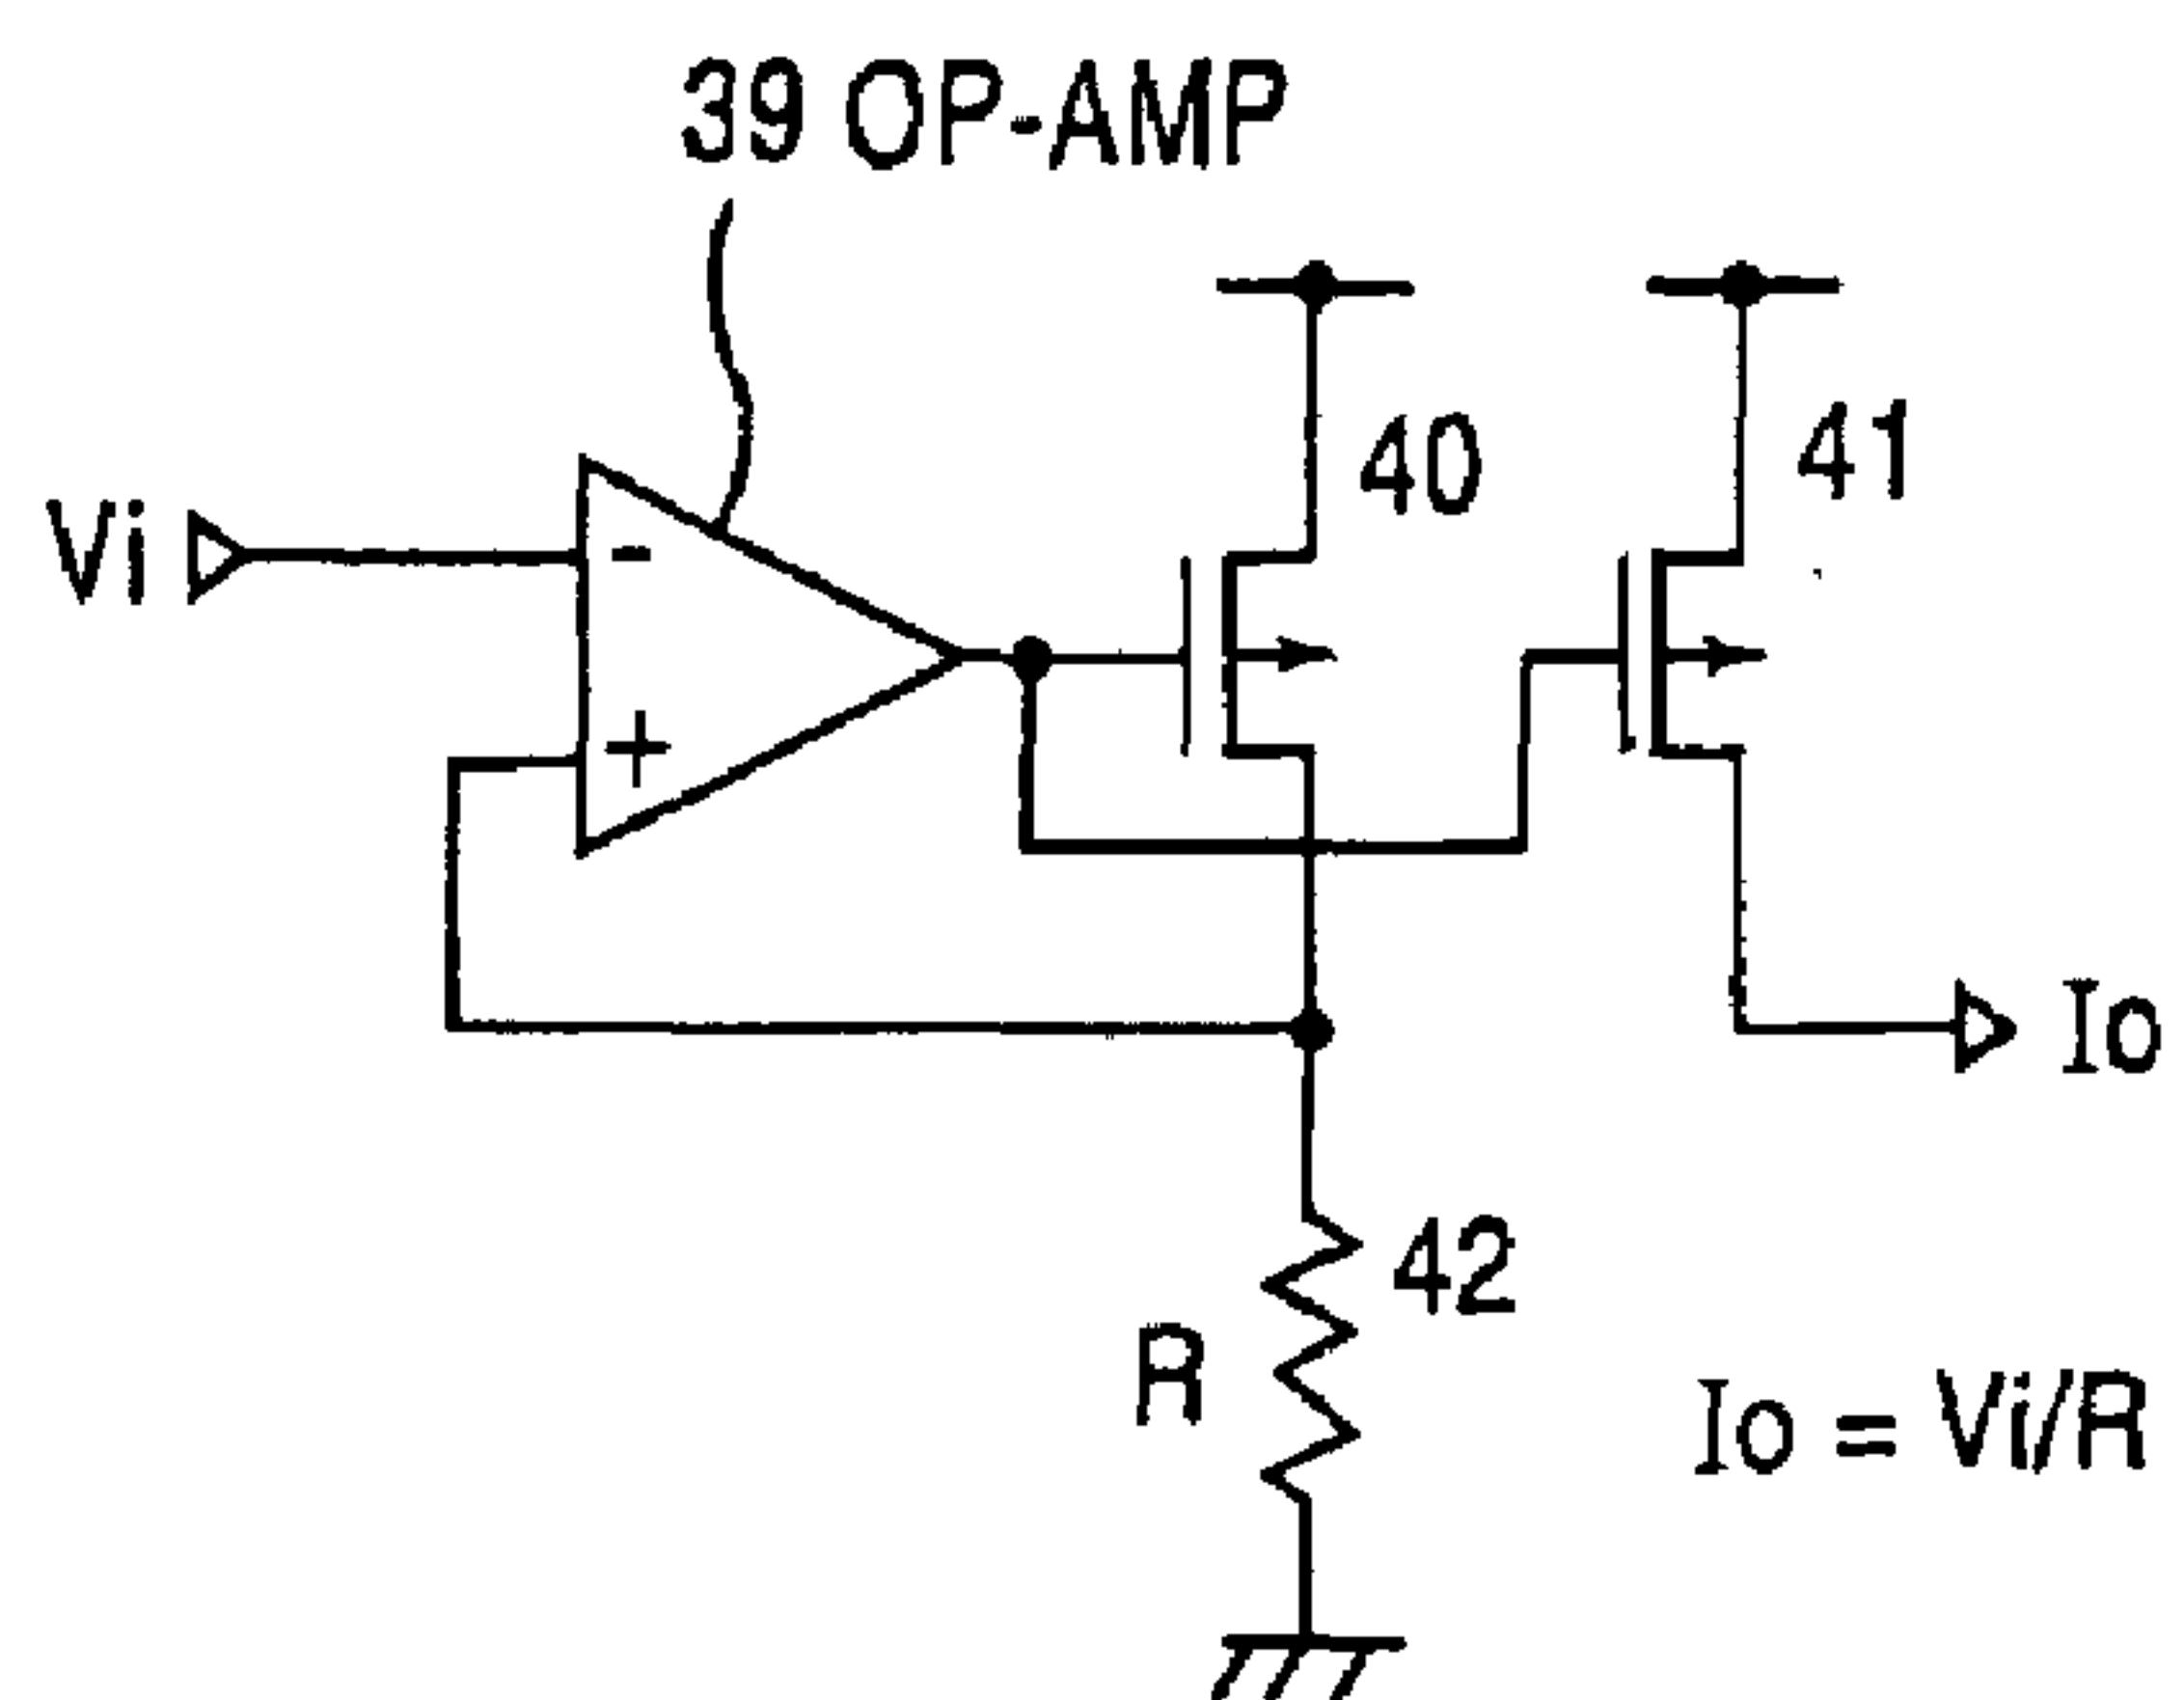 39 OP-AMP
40
41
Vi
-
+
Io
42
R
Io = Vi/R